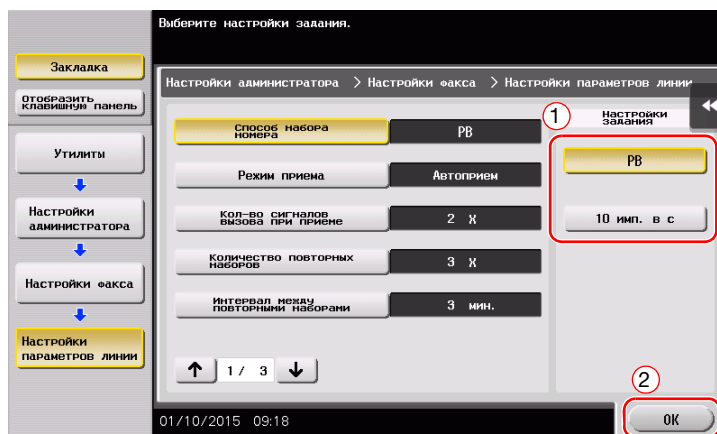 Выберите настройки задания.
Закладка
Отобразить
клавишную панель
Утилиты
Настройки
администратора
Настройки факса
Настройки
параметров линии
Настройки администратора > Настройки факса > Настройки параметров линии
Способ набора
номера
PB
Режим приема
Автоприем
Кол-во сигналов
вызова при приеме
2 X
Количество повторных
наборов
3 X
Интервал между
повторными наборами
3 мин.
↑ 1/ 3 ↓
1
Настройки
задания
PB
10 имп. в с
2
01/10/2015 09:18
OK